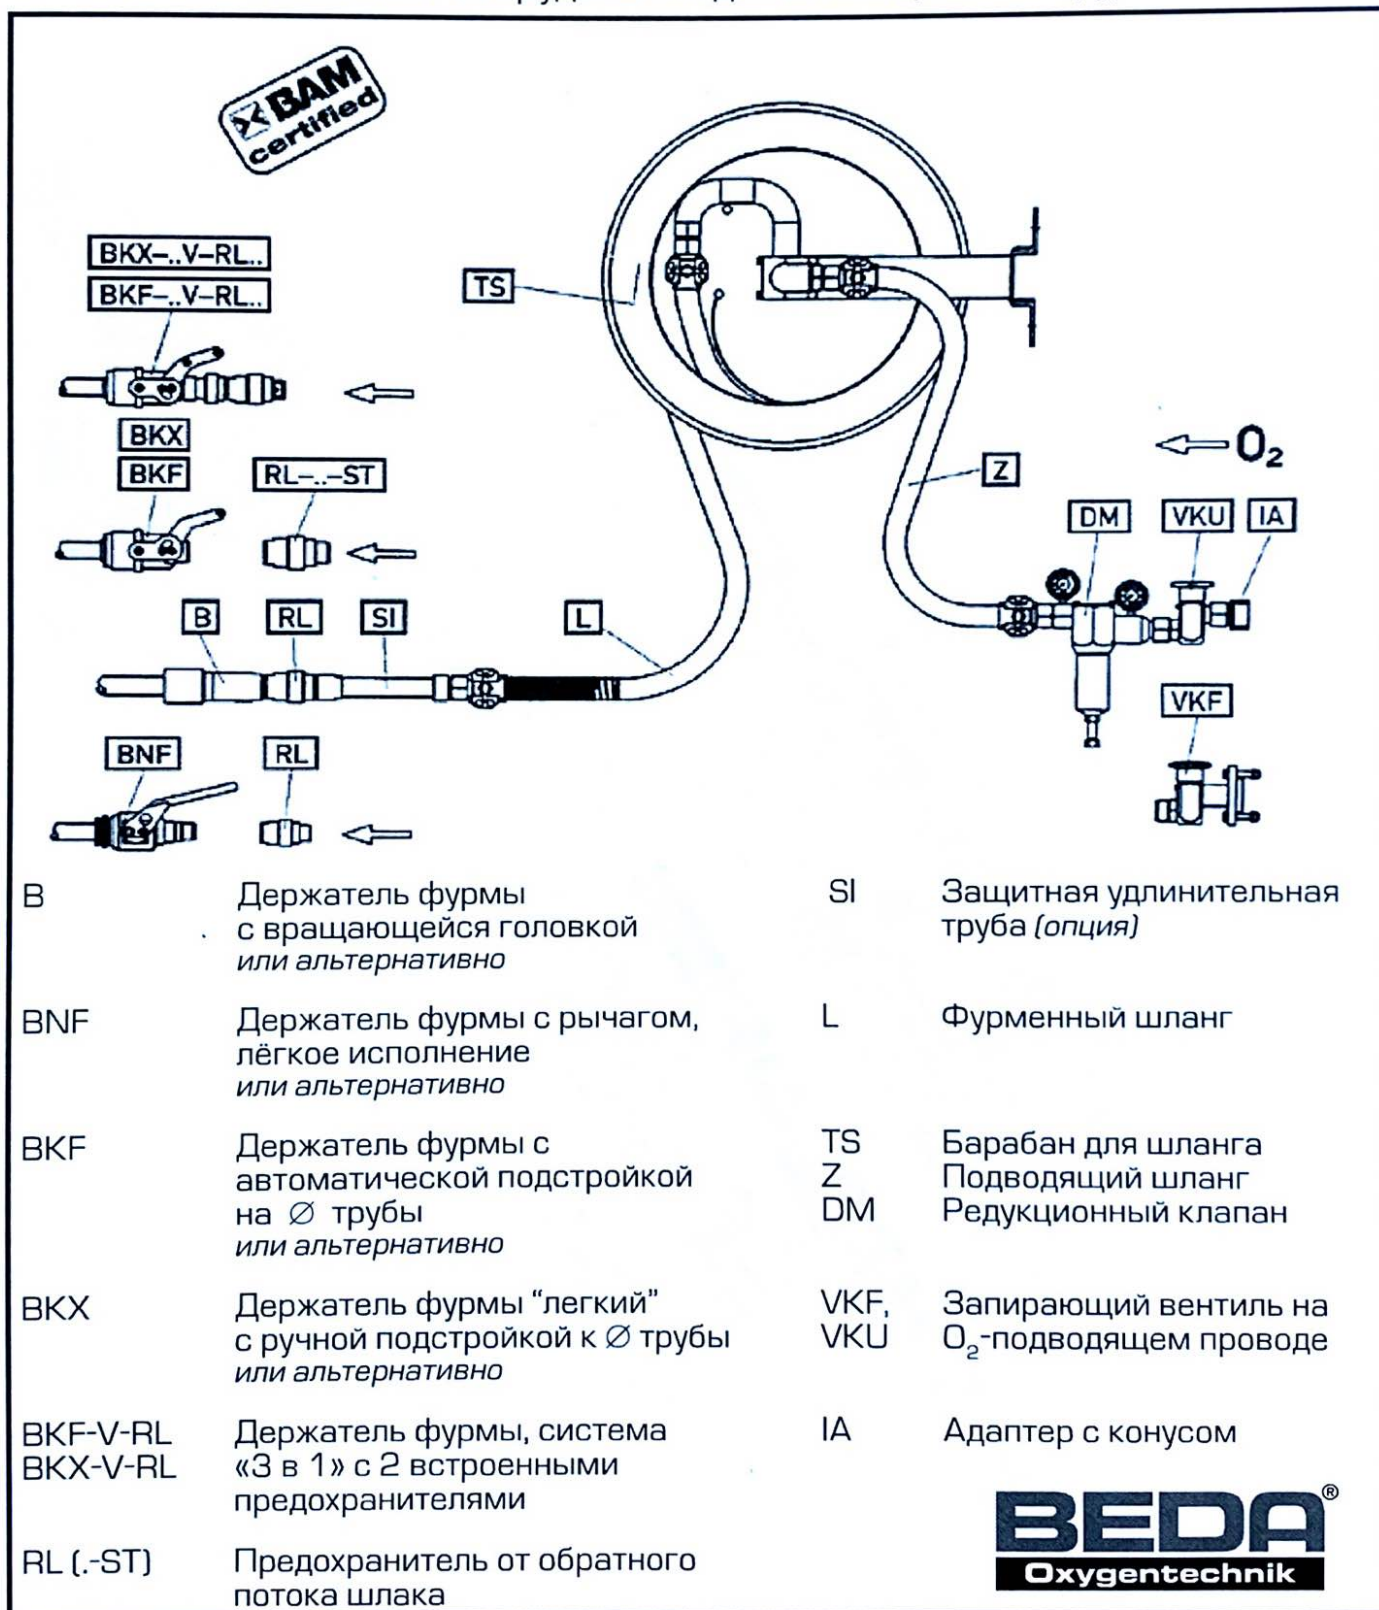 BAM
certified
BKX-..V-RL..
BKF-..V-RL..
TS
BKX
BKF
RL-..-ST
O₂
Z
DM
VKU
IA
B
RL
SI
L
VKF
BNF
RL
B Держатель фурмы
с вращающейся головкой
или альтернативно
BNF Держатель фурмы с рычагом,
лёгкое исполнение
или альтернативно
BKF Держатель фурмы с
автоматической подстройкой
на Ø трубы
или альтернативно
BKX Держатель фурмы "легкий"
с ручной подстройкой к Ø трубы
или альтернативно
BKF-V-RL Держатель фурмы, система
BKX-V-RL «3 в 1» с 2 встроенными
предохранителями
RL (.-ST) Предохранитель от обратного
потока шлака
SI Защитная удлинительная
труба (опция)
L Фурменный шланг
TS Барабан для шланга
Z Подводящий шланг
DM Редукционный клапан
VKF, Запирающий вентиль на
VKU O₂-подводящем проводе
IA Адаптер с конусом
BEDA®
Oxygentechnik